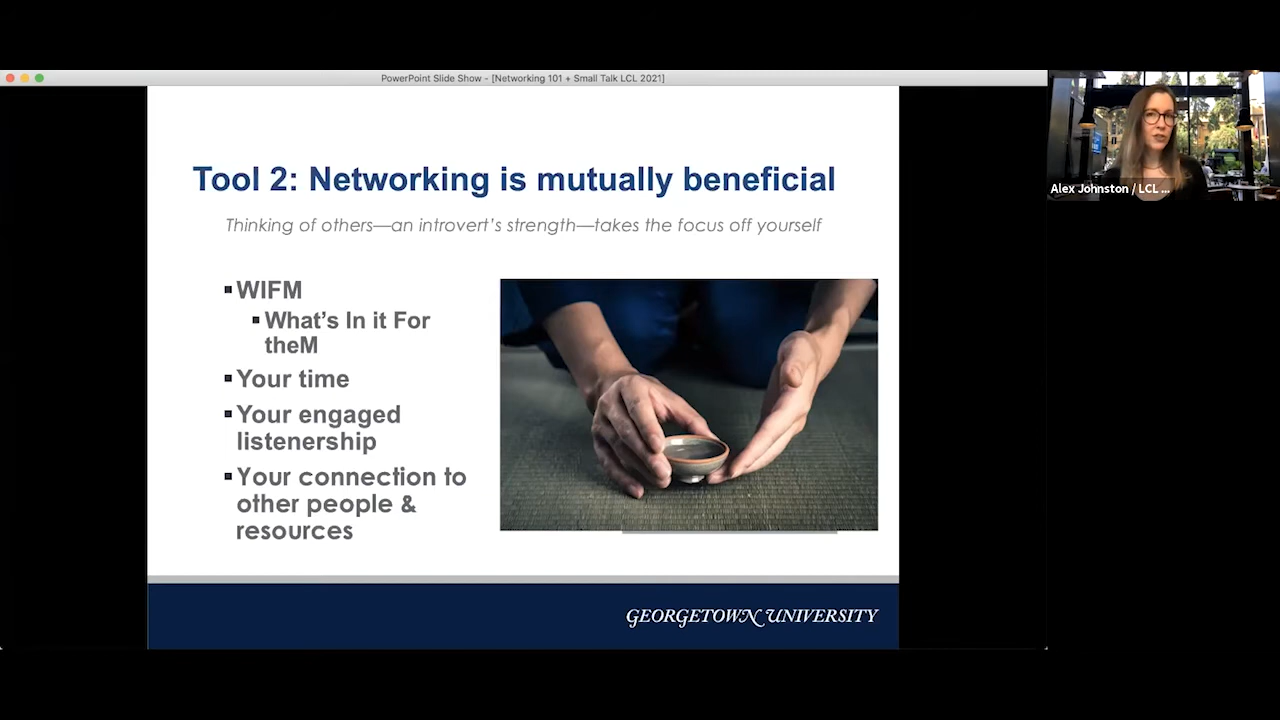 PowerPoint Slide Show - [Networking 101 + Small Talk LCL 2021]
Tool 2: Networking is mutually beneficial
Thinking of others—an introvert’s strength—takes the focus off yourself
▪WIFM
▪What’s In it For
theM
▪Your time
▪Your engaged
listenership
▪Your connection to
other people &
resources
GEORGETOWN UNIVERSITY
Alex Johnston / LCL ...